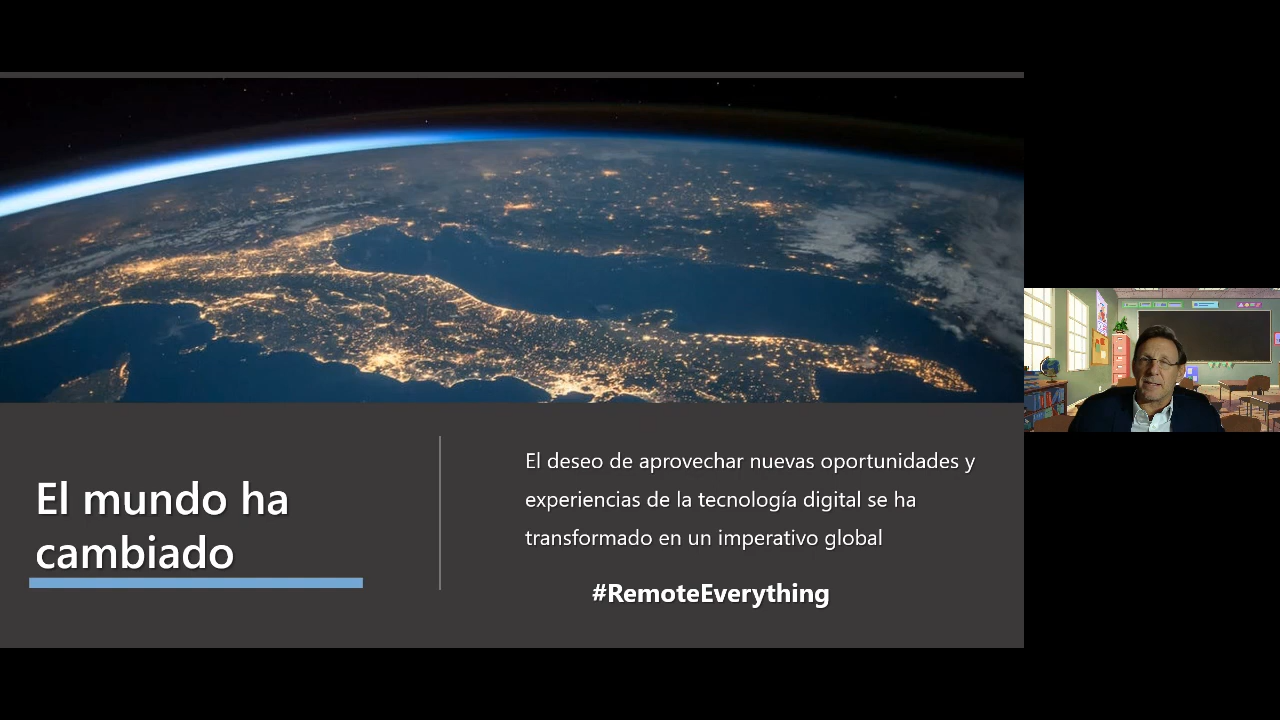 El mundo ha
cambiado
El deseo de aprovechar nuevas oportunidades y
experiencias de la tecnología digital se ha
transformado en un imperativo global
#RemoteEverything